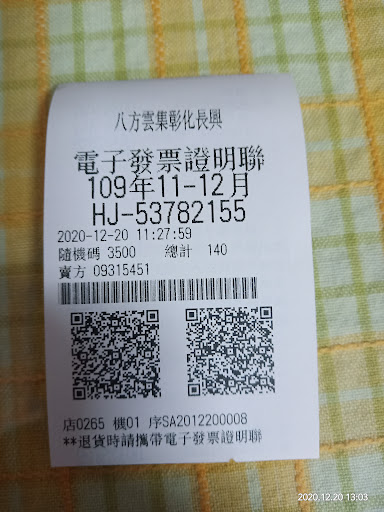 八方雲集彰化長興
電子發票證明聯
109年11-12月
HJ-53782155
2020-12-20 11:27:59
隨機碼 3500 總計 140
賣方 09315451
店0265 機01 序SA2012200008
**退貨時請攜帶電子發票證明聯
2020.12.20 13:03